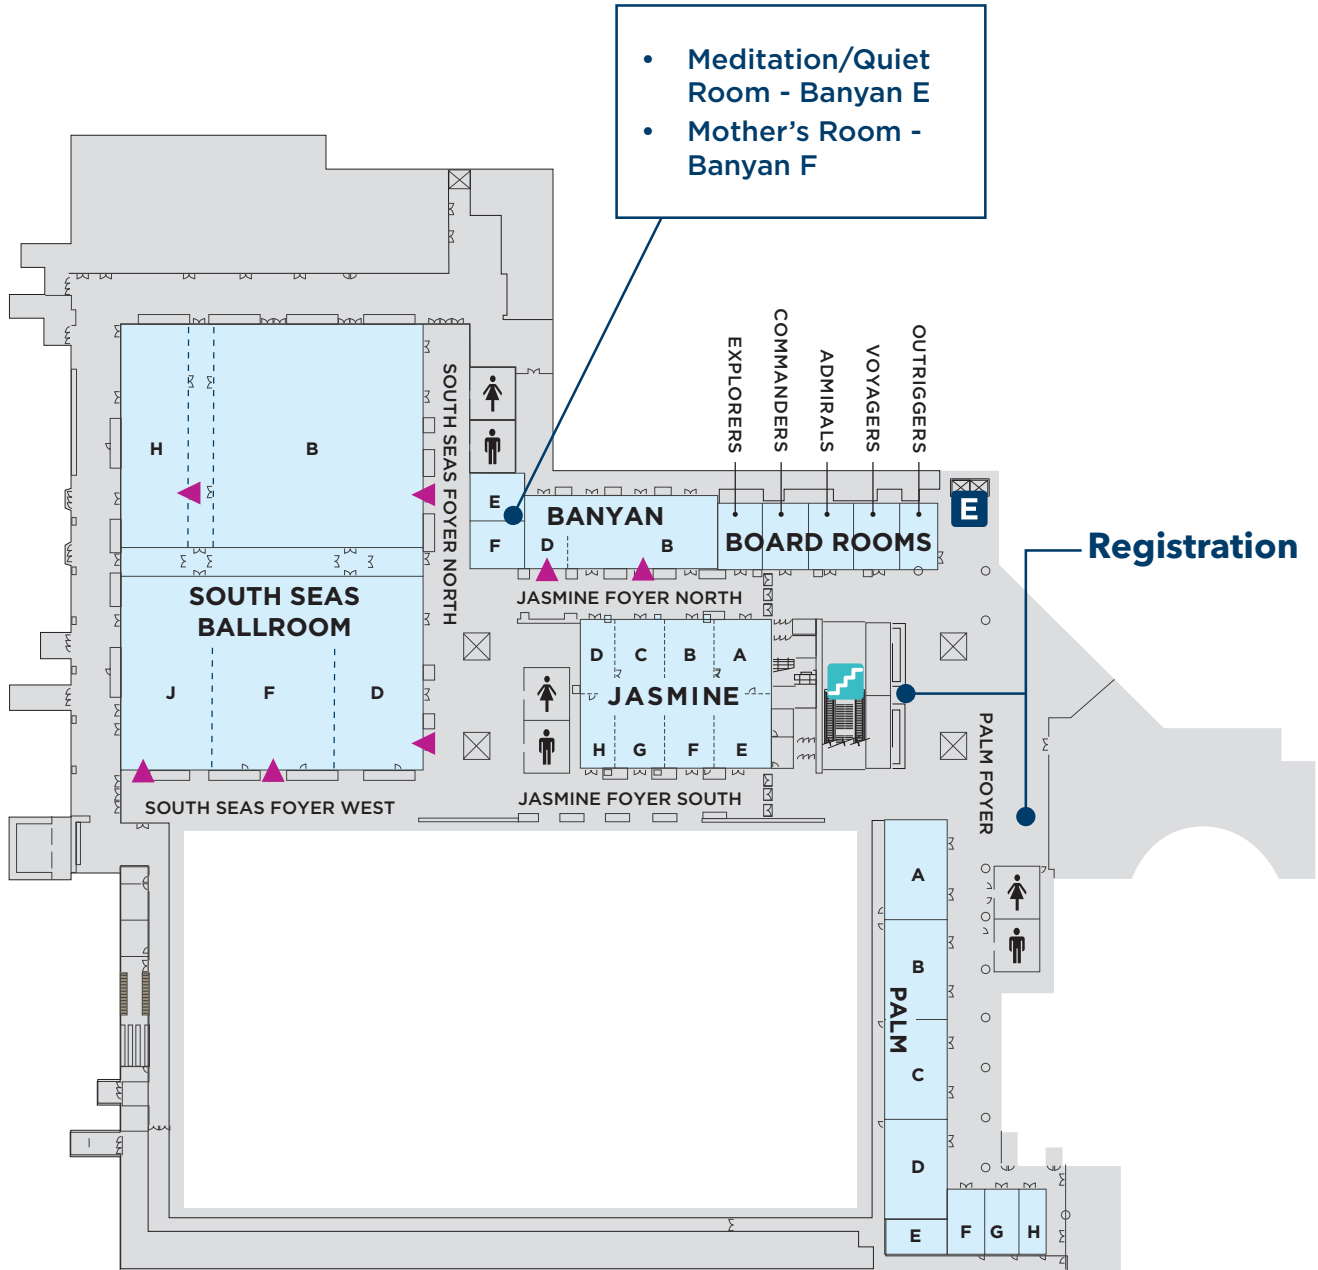 • Meditation/Quiet
Room - Banyan E
• Mother's Room -
Banyan F
EXPLORERS
COMMANDERS
ADMIRALS
VOYAGERS
OUTRIGGERS
SOUTH SEAS FOYER NORTH
H
B
E
F
BANYAN
D
B
BOARD ROOMS
E
Registration
SOUTH SEAS
BALLROOM
J
F
D
JASMINE FOYER NORTH
D
C
B
A
JASMINE
H
G
F
E
JASMINE FOYER SOUTH
SOUTH SEAS FOYER WEST
PALM FOYER
A
B
PALM
C
D
E
F
G
H